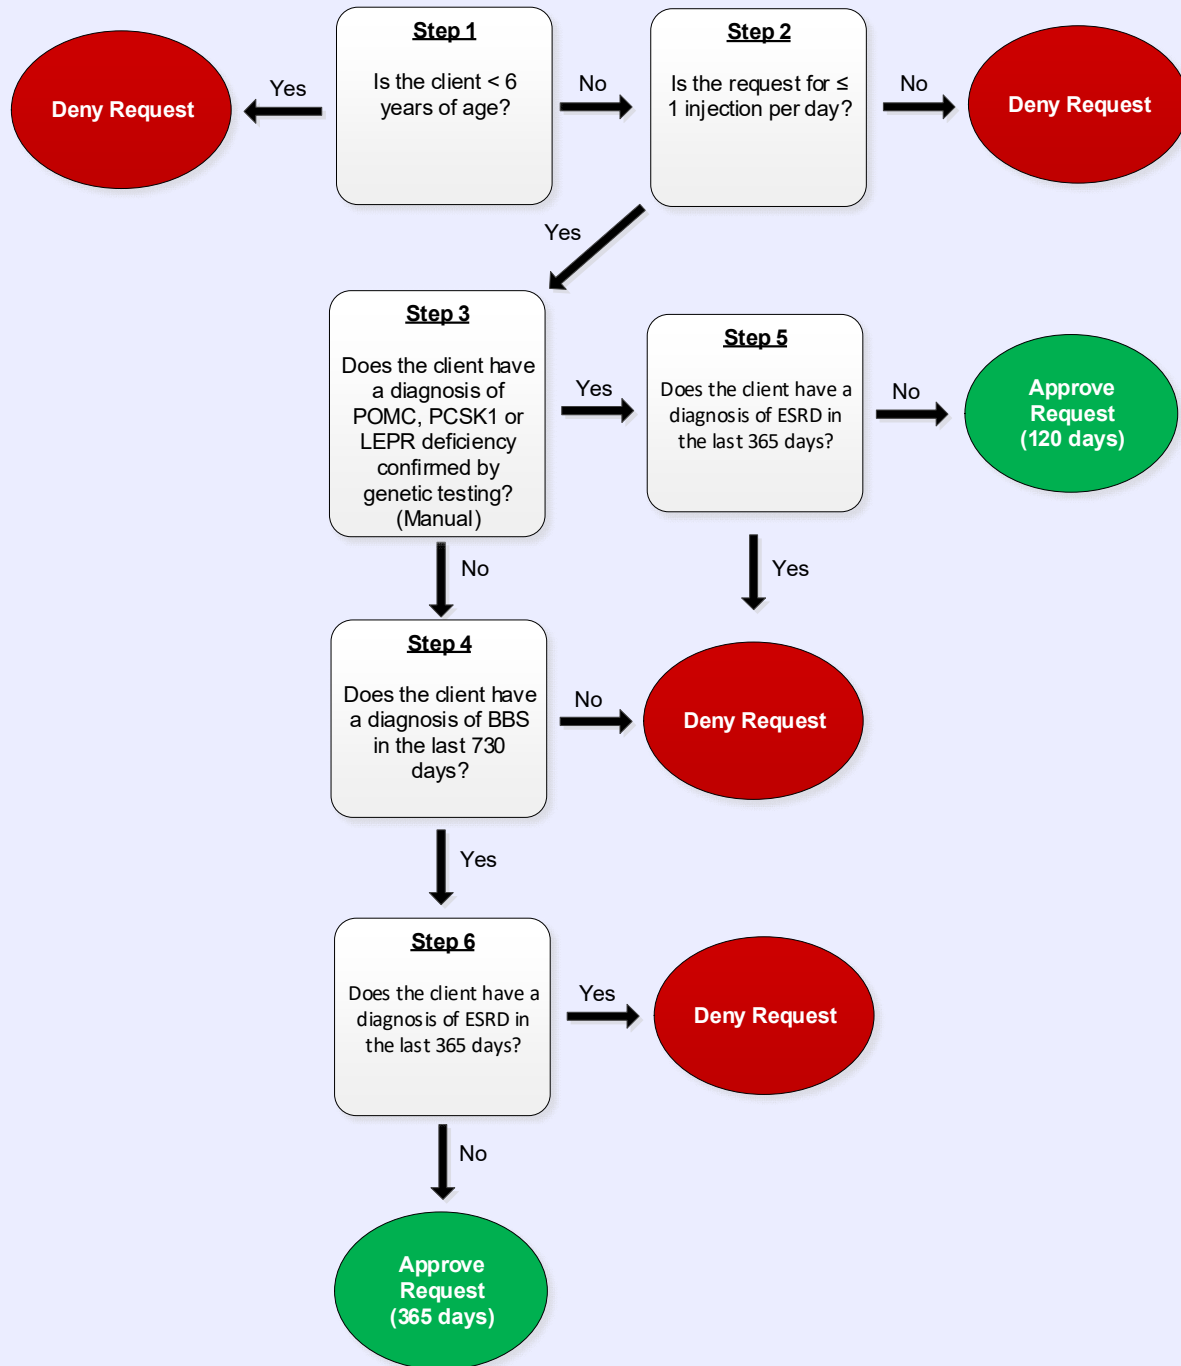 Deny Request
Yes
Step 1
Is the client < 6
years of age?
No
Step 2
Is the request for ≤
1 injection per day?
No
Deny Request
Yes
Step 3
Does the client have
a diagnosis of
POMC, PCSK1 or
LEPR deficiency
confirmed by
genetic testing?
(Manual)
Yes
Step 5
Does the client have a
diagnosis of ESRD in
the last 365 days?
No
Approve
Request
(120 days)
No
Yes
Step 4
Does the client have
a diagnosis of BBS
in the last 730
days?
No
Deny Request
Yes
Step 6
Does the client have a
diagnosis of ESRD in
the last 365 days?
Yes
Deny Request
No
Approve
Request
(365 days)